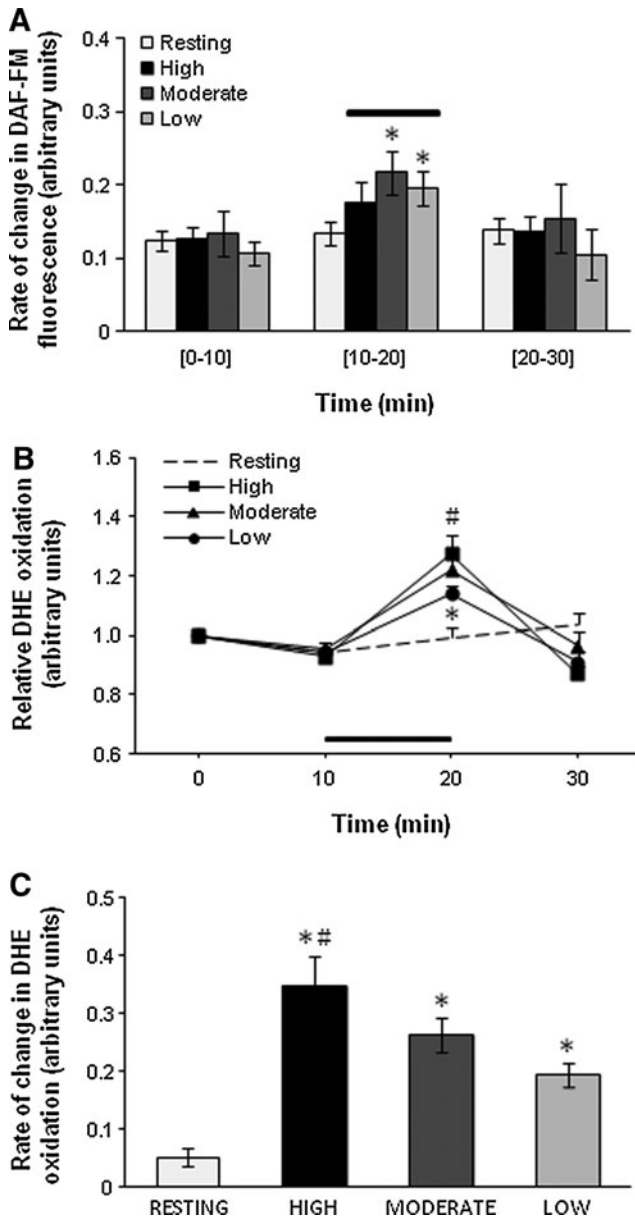 A
Rate of change in DAF-FM
fluorescence (arbitrary units)
0.4
0.3
0.2
0.1
0
Resting
High
Moderate
Low
*
*
[0-10]
[10-20]
[20-30]
Time (min)
B
Relative DHE oxidation
(arbitrary units)
1.6
1.4
1.2
1.0
0.8
0.6
Resting
High
Moderate
Low
#
*
0
10
20
30
Time (min)
C
Rate of change in DHE
oxidation (arbitrary units)
0.5
0.4
0.3
0.2
0.1
0
*#
*
*
RESTING
HIGH
MODERATE
LOW